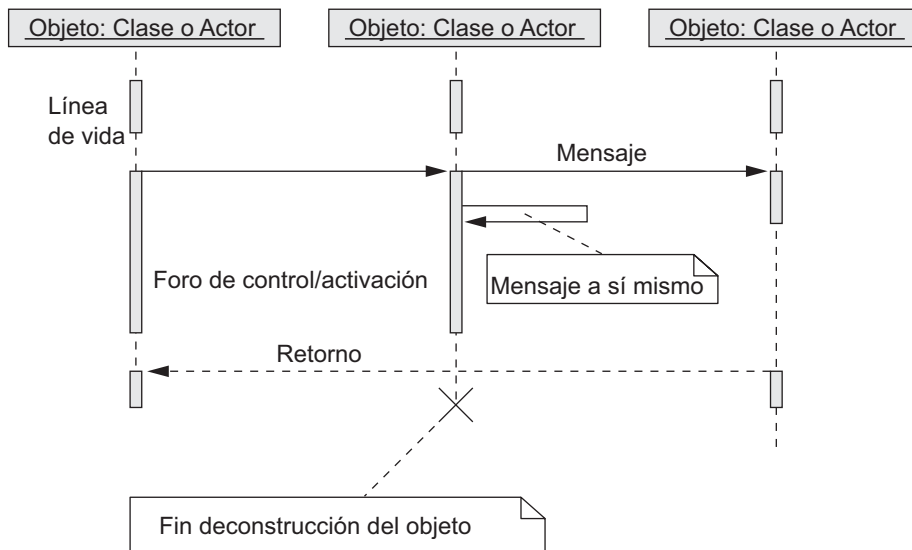 Objeto: Clase o Actor
Objeto: Clase o Actor
Objeto: Clase o Actor
Línea
de vida
Mensaje
Foro de control/activación
Mensaje a sí mismo
Retorno
Fin deconstrucción del objeto